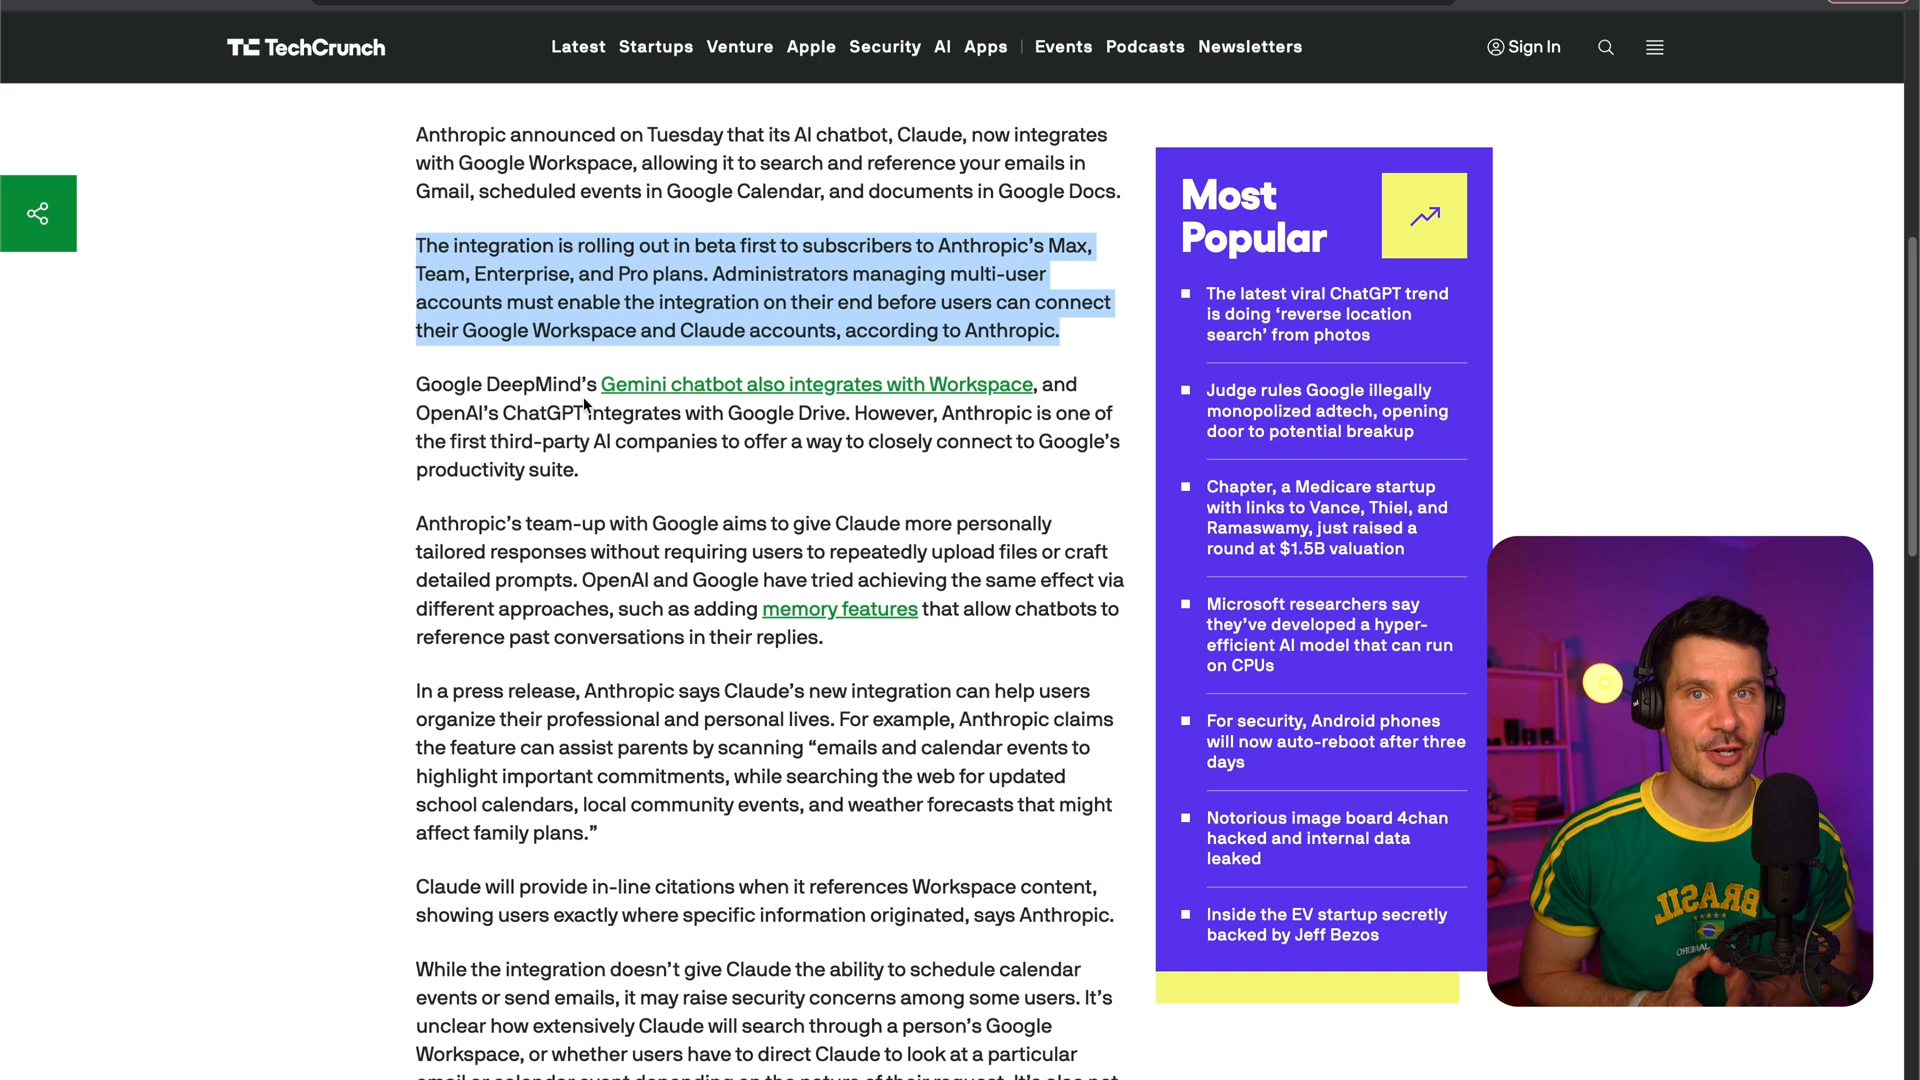 TechCrunch
Latest Startups Venture Apple Security AI Apps | Events Podcasts Newsletters
Sign In
Anthropic announced on Tuesday that its AI chatbot, Claude, now integrates
with Google Workspace, allowing it to search and reference your emails in
Gmail, scheduled events in Google Calendar, and documents in Google Docs.
The integration is rolling out in beta first to subscribers to Anthropic’s Max,
Team, Enterprise, and Pro plans. Administrators managing multi-user
accounts must enable the integration on their end before users can connect
their Google Workspace and Claude accounts, according to Anthropic.
Google DeepMind’s Gemini chatbot also integrates with Workspace, and
OpenAI’s ChatGPT integrates with Google Drive. However, Anthropic is one of
the first third-party AI companies to offer a way to closely connect to Google’s
productivity suite.
Anthropic’s team-up with Google aims to give Claude more personally
tailored responses without requiring users to repeatedly upload files or craft
detailed prompts. OpenAI and Google have tried achieving the same effect via
different approaches, such as adding memory features that allow chatbots to
reference past conversations in their replies.
In a press release, Anthropic says Claude’s new integration can help users
organize their professional and personal lives. For example, Anthropic claims
the feature can assist parents by scanning “emails and calendar events to
highlight important commitments, while searching the web for updated
school calendars, local community events, and weather forecasts that might
affect family plans.”
Claude will provide in-line citations when it references Workspace content,
showing users exactly where specific information originated, says Anthropic.
While the integration doesn’t give Claude the ability to schedule calendar
events or send emails, it may raise security concerns among some users. It’s
unclear how extensively Claude will search through a person’s Google
Workspace, or whether users have to direct Claude to look at a particular
email or calendar event depending on the nature of their request. It’s also not
Most
Popular
The latest viral ChatGPT trend
is doing ‘reverse location
search’ from photos
Judge rules Google illegally
monopolized adtech, opening
door to potential breakup
Chapter, a Medicare startup
with links to Vance, Thiel, and
Ramaswamy, just raised a
round at $1.5B valuation
Microsoft researchers say
they’ve developed a hyper-
efficient AI model that can run
on CPUs
For security, Android phones
will now auto-reboot after three
days
Notorious image board 4chan
hacked and internal data
leaked
Inside the EV startup secretly
backed by Jeff Bezos
BRASIL